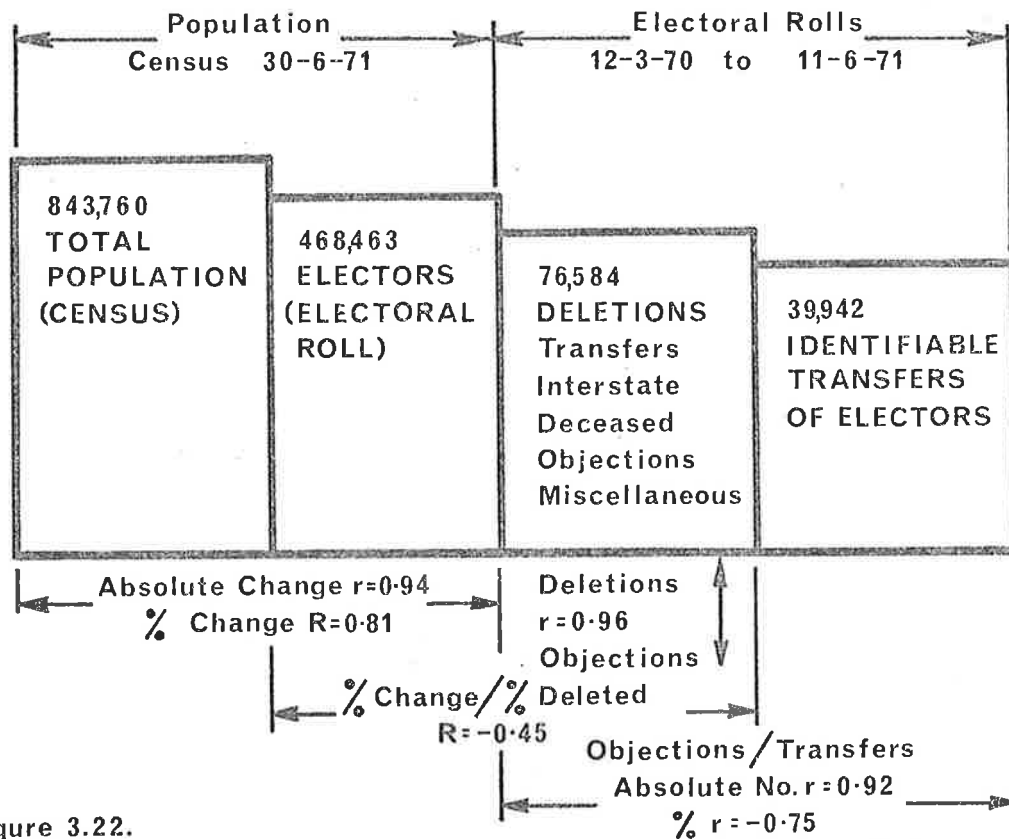 Population
Census 30-6-71
Electoral Rolls
12-3-70 to 11-6-71
843,760
TOTAL
POPULATION
(CENSUS)
468,463
ELECTORS
(ELECTORAL
ROLL)
76,584
DELETIONS
Transfers
Interstate
Deceased
Objections
Miscellaneous
39,942
IDENTIFIABLE
TRANSFERS
OF ELECTORS
Absolute Change r=0·94
% Change R=0·81
Deletions
r=0·96
Objections
% Change/% Deleted
R=-0·45
Objections/Transfers
Absolute No. r=0·92
% r=-0·75
gure 3.22.